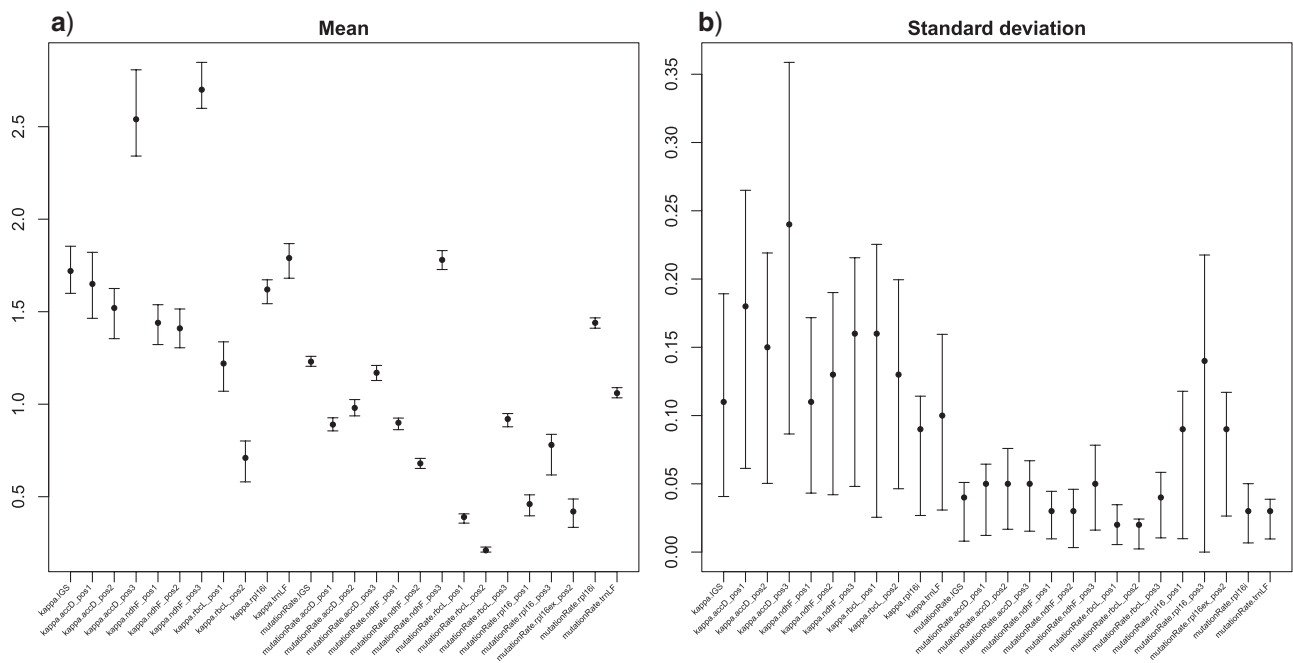 a)
Mean
2.5
2.0
1.5
1.0
0.5
kappa.IGS
kappa.accD_pos1
kappa.accD_pos2
kappa.accD_pos3
kappa.ndhF_pos1
kappa.ndhF_pos2
kappa.ndhF_pos3
kappa.rbcL_pos1
kappa.rbcL_pos2
kappa.rpl16i
kappa.trnLF
mutationRate.IGS
mutationRate.accD_pos1
mutationRate.accD_pos2
mutationRate.accD_pos3
mutationRate.ndhF_pos1
mutationRate.ndhF_pos2
mutationRate.ndhF_pos3
mutationRate.rbcL_pos1
mutationRate.rbcL_pos2
mutationRate.rbcL_pos3
mutationRate.rpl16_pos1
mutationRate.rpl16_pos3
mutationRate.rpl16ex_pos2
mutationRate.rpl16i
mutationRate.trnLF
b)
Standard deviation
0.35
0.30
0.25
0.20
0.15
0.10
0.05
0.00
kappa.IGS
kappa.accD_pos1
kappa.accD_pos2
kappa.accD_pos3
kappa.ndhF_pos1
kappa.ndhF_pos2
kappa.ndhF_pos3
kappa.rbcL_pos1
kappa.rbcL_pos2
kappa.rpl16i
kappa.trnLF
mutationRate.IGS
mutationRate.accD_pos1
mutationRate.accD_pos2
mutationRate.accD_pos3
mutationRate.ndhF_pos1
mutationRate.ndhF_pos2
mutationRate.ndhF_pos3
mutationRate.rbcL_pos1
mutationRate.rbcL_pos2
mutationRate.rbcL_pos3
mutationRate.rpl16_pos1
mutationRate.rpl16_pos3
mutationRate.rpl16ex_pos2
mutationRate.rpl16i
mutationRate.trnLF